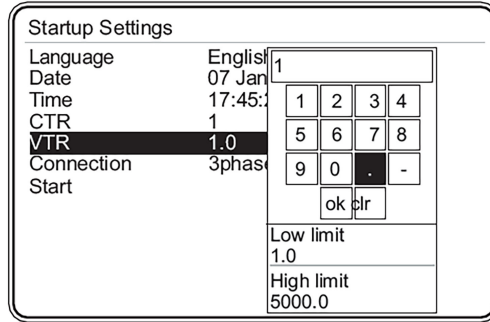 Startup Settings
Language English
Date 07 Jan
Time 17:45:
CTR 1
VTR 1.0
Connection 3phase
Start
1
1 2 3 4
5 6 7 8
9 0 . -
ok clr
Low limit
1.0
High limit
5000.0